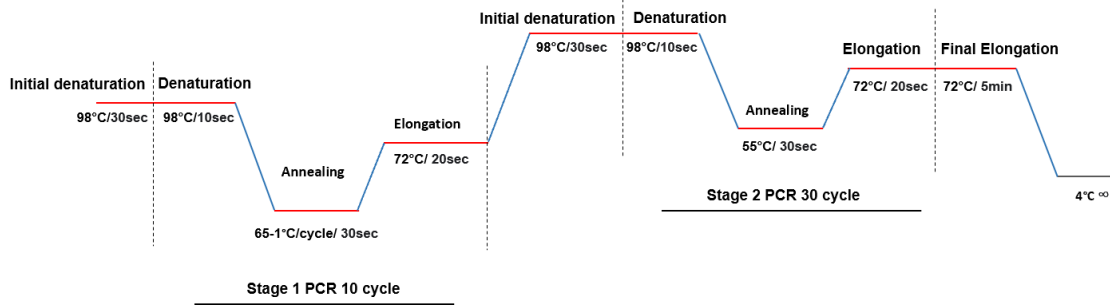 Initial denaturation
Denaturation
98°C/30sec
98°C/10sec
Annealing
65-1°C/cycle/ 30sec
Elongation
72°C/ 20sec
Stage 1 PCR 10 cycle
Initial denaturation
Denaturation
98°C/30sec
98°C/10sec
Annealing
55°C/ 30sec
Elongation
72°C/ 20sec
Final Elongation
72°C/ 5min
Stage 2 PCR 30 cycle
4°C ∞